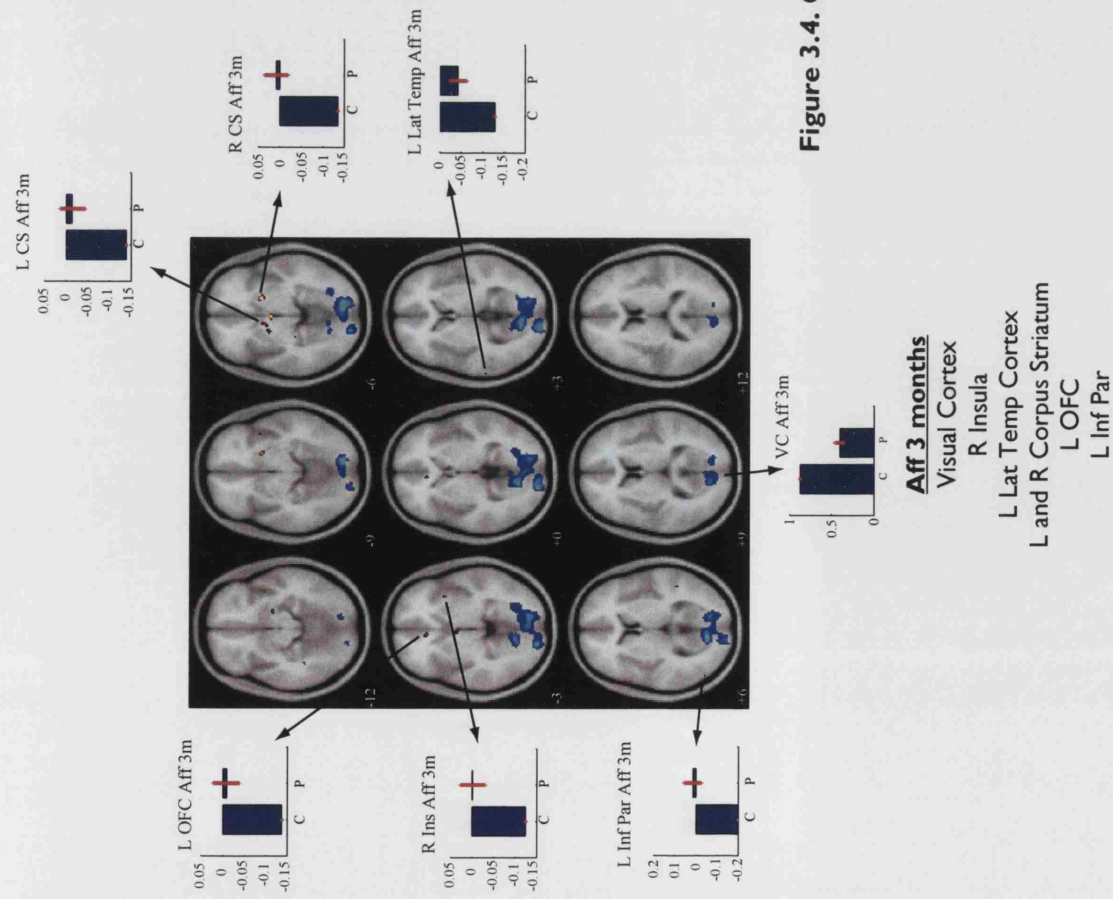 L CS Aff 3m
0.05
0
-0.05
-0.1
-0.15
C P
R CS Aff 3m
0.05
0
-0.05
-0.1
-0.15
C P
L Lat Temp Aff 3m
0
-0.05
-0.1
-0.15
-0.2
C P
L OFC Aff 3m
0.05
0
-0.05
-0.1
-0.15
C P
R Ins Aff 3m
0.05
0
-0.05
-0.1
-0.15
C P
L Inf Par Aff 3m
0.2
0.1
0
-0.1
-0.2
C P
-12 -9 -6
-3 +0 +3
+6 +9 +12
VC Aff 3m
1
0.5
0
C P
Aff 3 months
Visual Cortex
R Insula
L Lat Temp Cortex
L and R Corpus Striatum
L OFC
L Inf Par
Figure 3.4.